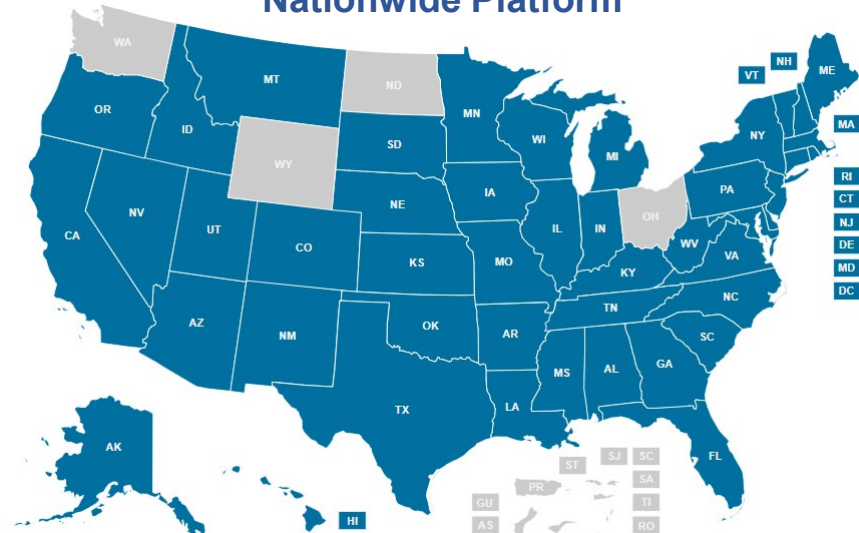 Nationwide Platform
WA
MT
ND
MN
VT
NH
ME
OR
ID
WY
SD
WI
MI
NY
MA
NV
NE
IA
PA
RI
CA
UT
CO
IL
IN
OH
CT
KS
MO
WV
VA
NJ
KY
DE
AZ
NM
OK
AR
TN
NC
MD
DC
SC
MS
AL
GA
TX
LA
AK
FL
HI
ST
SJ
SC
PR
SA
GU
TI
AS
RO